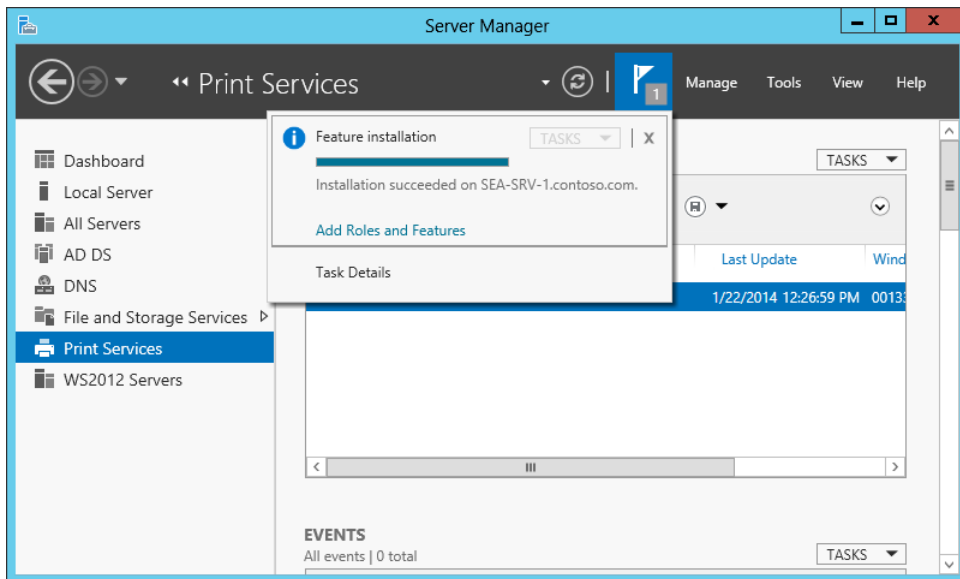 Server Manager
Print Services
1
Manage Tools View Help
Feature installation
TASKS
X
Installation succeeded on SEA-SRV-1.contoso.com.
Add Roles and Features
Task Details
Dashboard
Local Server
All Servers
AD DS
DNS
File and Storage Services
Print Services
WS2012 Servers
TASKS
Last Update Wind
1/22/2014 12:26:59 PM
EVENTS
All events | 0 total
TASKS